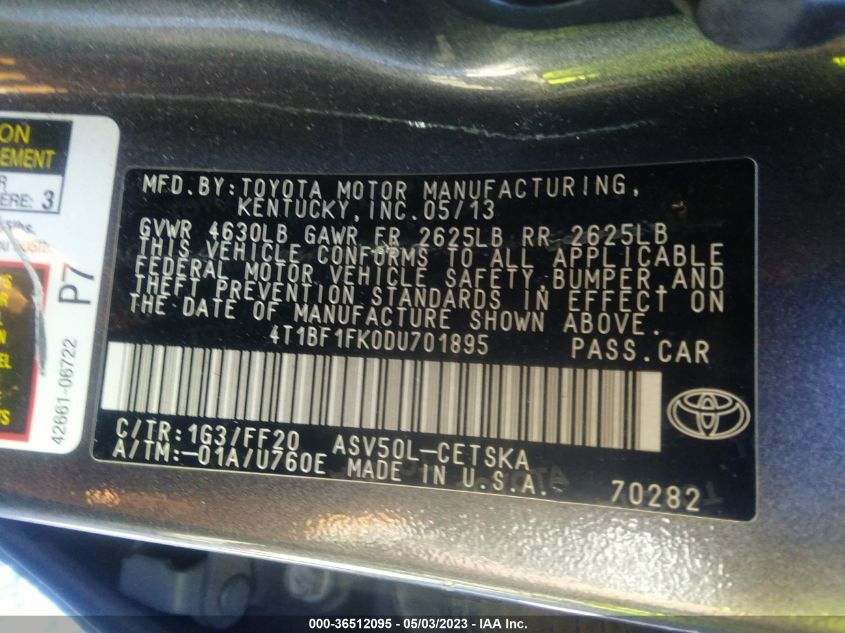 ON
EMENT
R
ERE: 3
5lbs,
P7
42661-06722
MFD.BY:TOYOTA MOTOR MANUFACTURING,
KENTUCKY,INC.05/13
GVWR 4630LB GAWR FR 2625LB RR 2625LB
THIS VEHICLE CONFORMS TO ALL APPLICABLE
FEDERAL MOTOR VEHICLE SAFETY,BUMPER,AND
THEFT PREVENTION STANDARDS IN EFFECT ON
THE DATE OF MANUFACTURE SHOWN ABOVE.
4T1BF1FK0DU701895 PASS.CAR
C/TR:1G3/FF20 ASV50L-CETSKA
A/TM:-01A/U760E MADE IN U.S.A. 70282
000-36512095 - 05/03/2023 - IAA Inc.